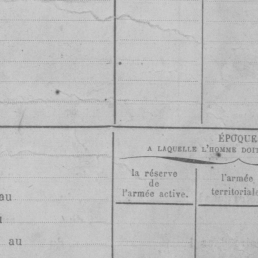 ÉPOQUE
A LAQUELLE L'HOMME DOIT
la réserve
de
l'armée active.
l'armée
territoriale
au
au